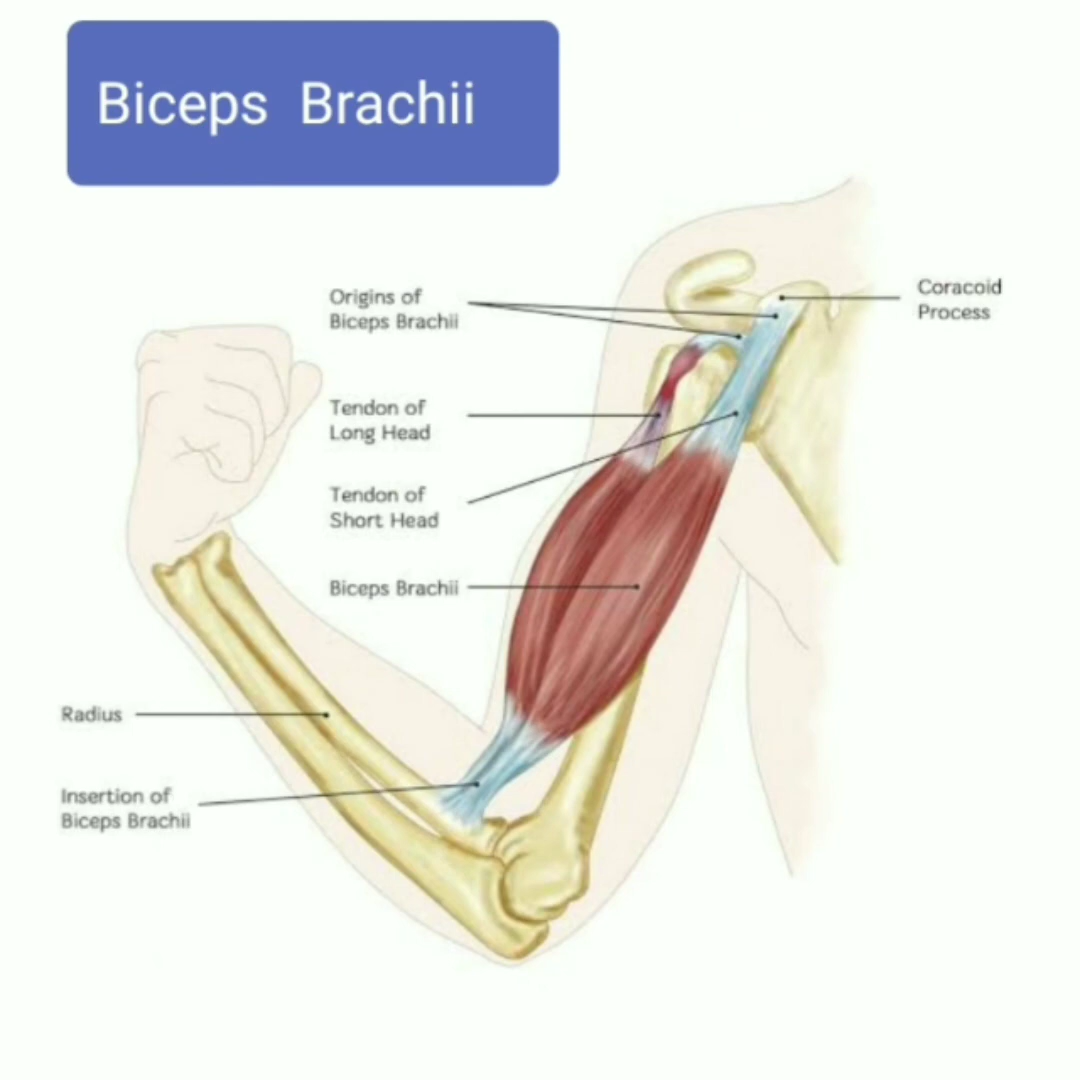 Biceps Brachii
Origins of
Biceps Brachii
Coracoid
Process
Tendon of
Long Head
Tendon of
Short Head
Biceps Brachii
Radius
Insertion of
Biceps Brachii